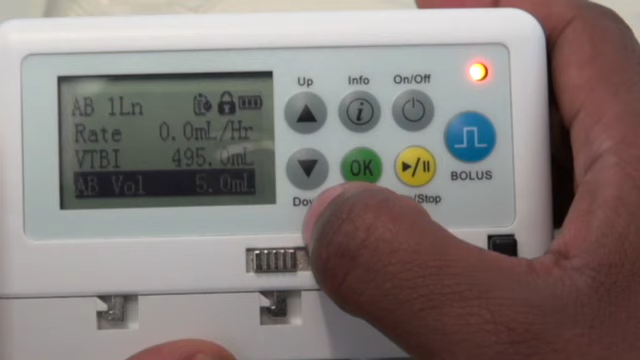 AB 1Ln
Rate 0.0mL/Hr
VTBI 495.0mL
AB Vol 5.0mL
Up Info On/Off
OK
BOLUS
/Stop